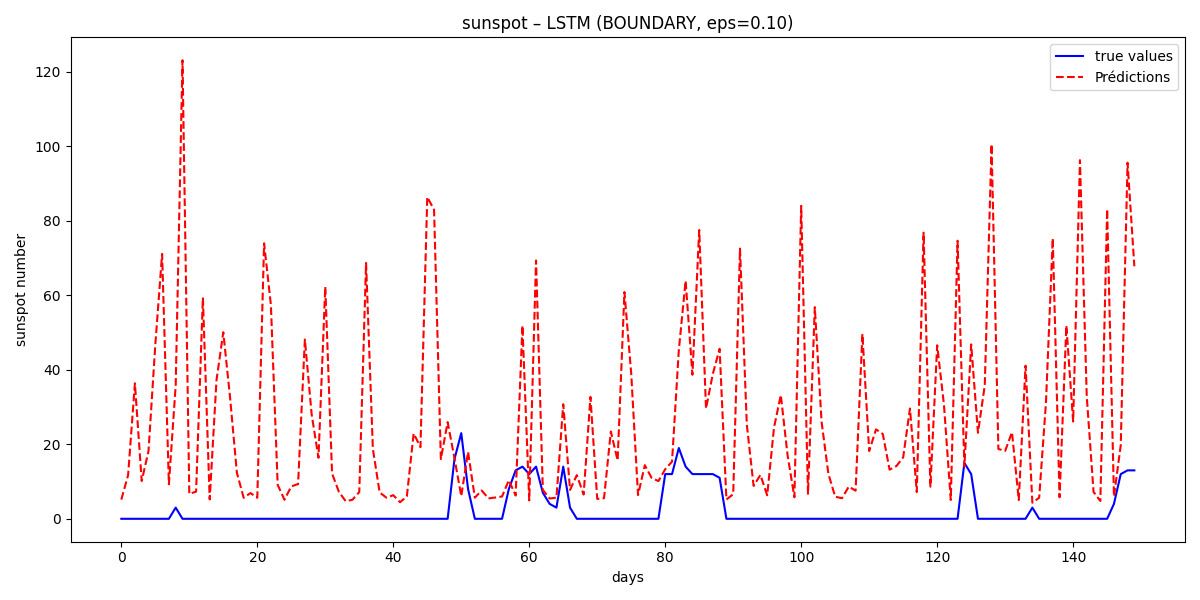 sunspot – LSTM (BOUNDARY, eps=0.10)
true values
Prédictions
sunspot number
120
100
80
60
40
20
0
0 20 40 60 80 100 120 140
days